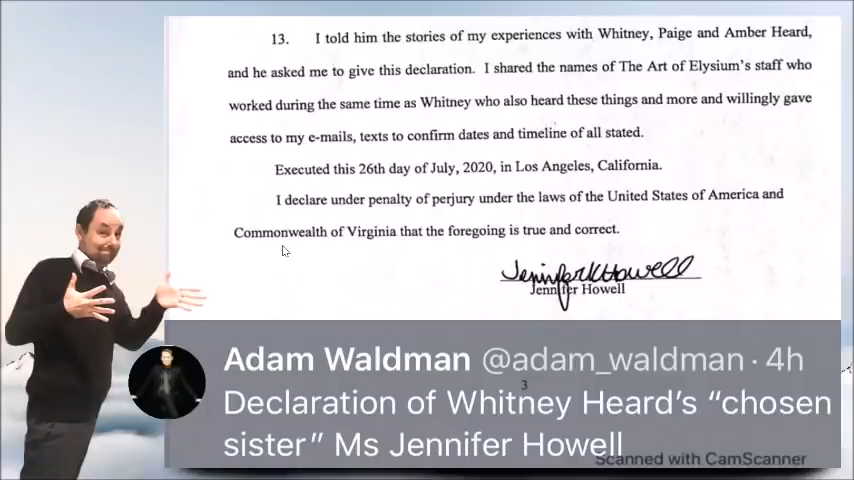 13. I told him the stories of my experiences with Whitney, Paige and Amber Heard,
and he asked me to give this declaration. I shared the names of The Art of Elysium's staff who
worked during the same time as Whitney who also heard these things and more and willingly gave
access to my e-mails, texts to confirm dates and timeline of all stated.
Executed this 26th day of July, 2020, in Los Angeles, California.
I declare under penalty of perjury under the laws of the United States of America and
Commonwealth of Virginia that the foregoing is true and correct.
JenniferKHowell
Jennifer Howell
Adam Waldman @adam_waldman · 4h
3
Declaration of Whitney Heard's “chosen
sister” Ms Jennifer Howell
Scanned with CamScanner